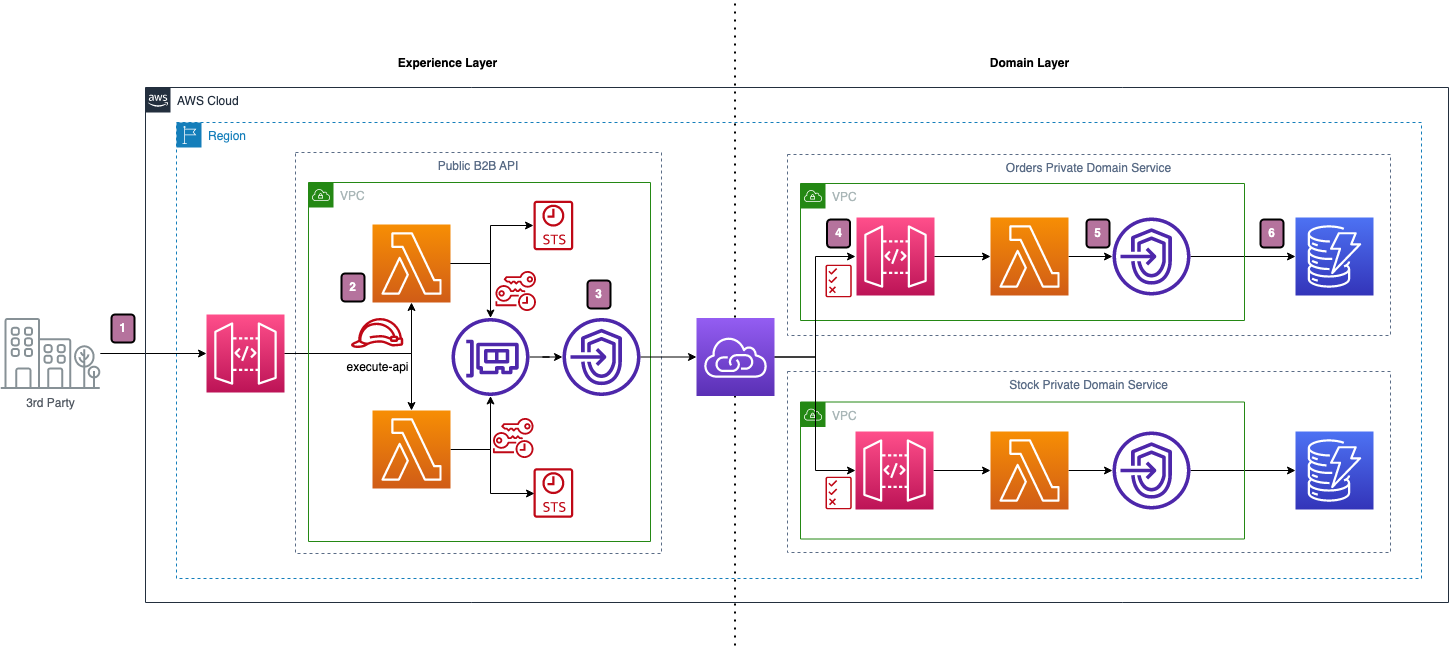 Experience Layer
Domain Layer
aws
AWS Cloud
Region
Public B2B API
VPC
STS
2
3
1
execute-api
3rd Party
STS
Orders Private Domain Service
VPC
4
5
6
</>
</>
Stock Private Domain Service
VPC
</>